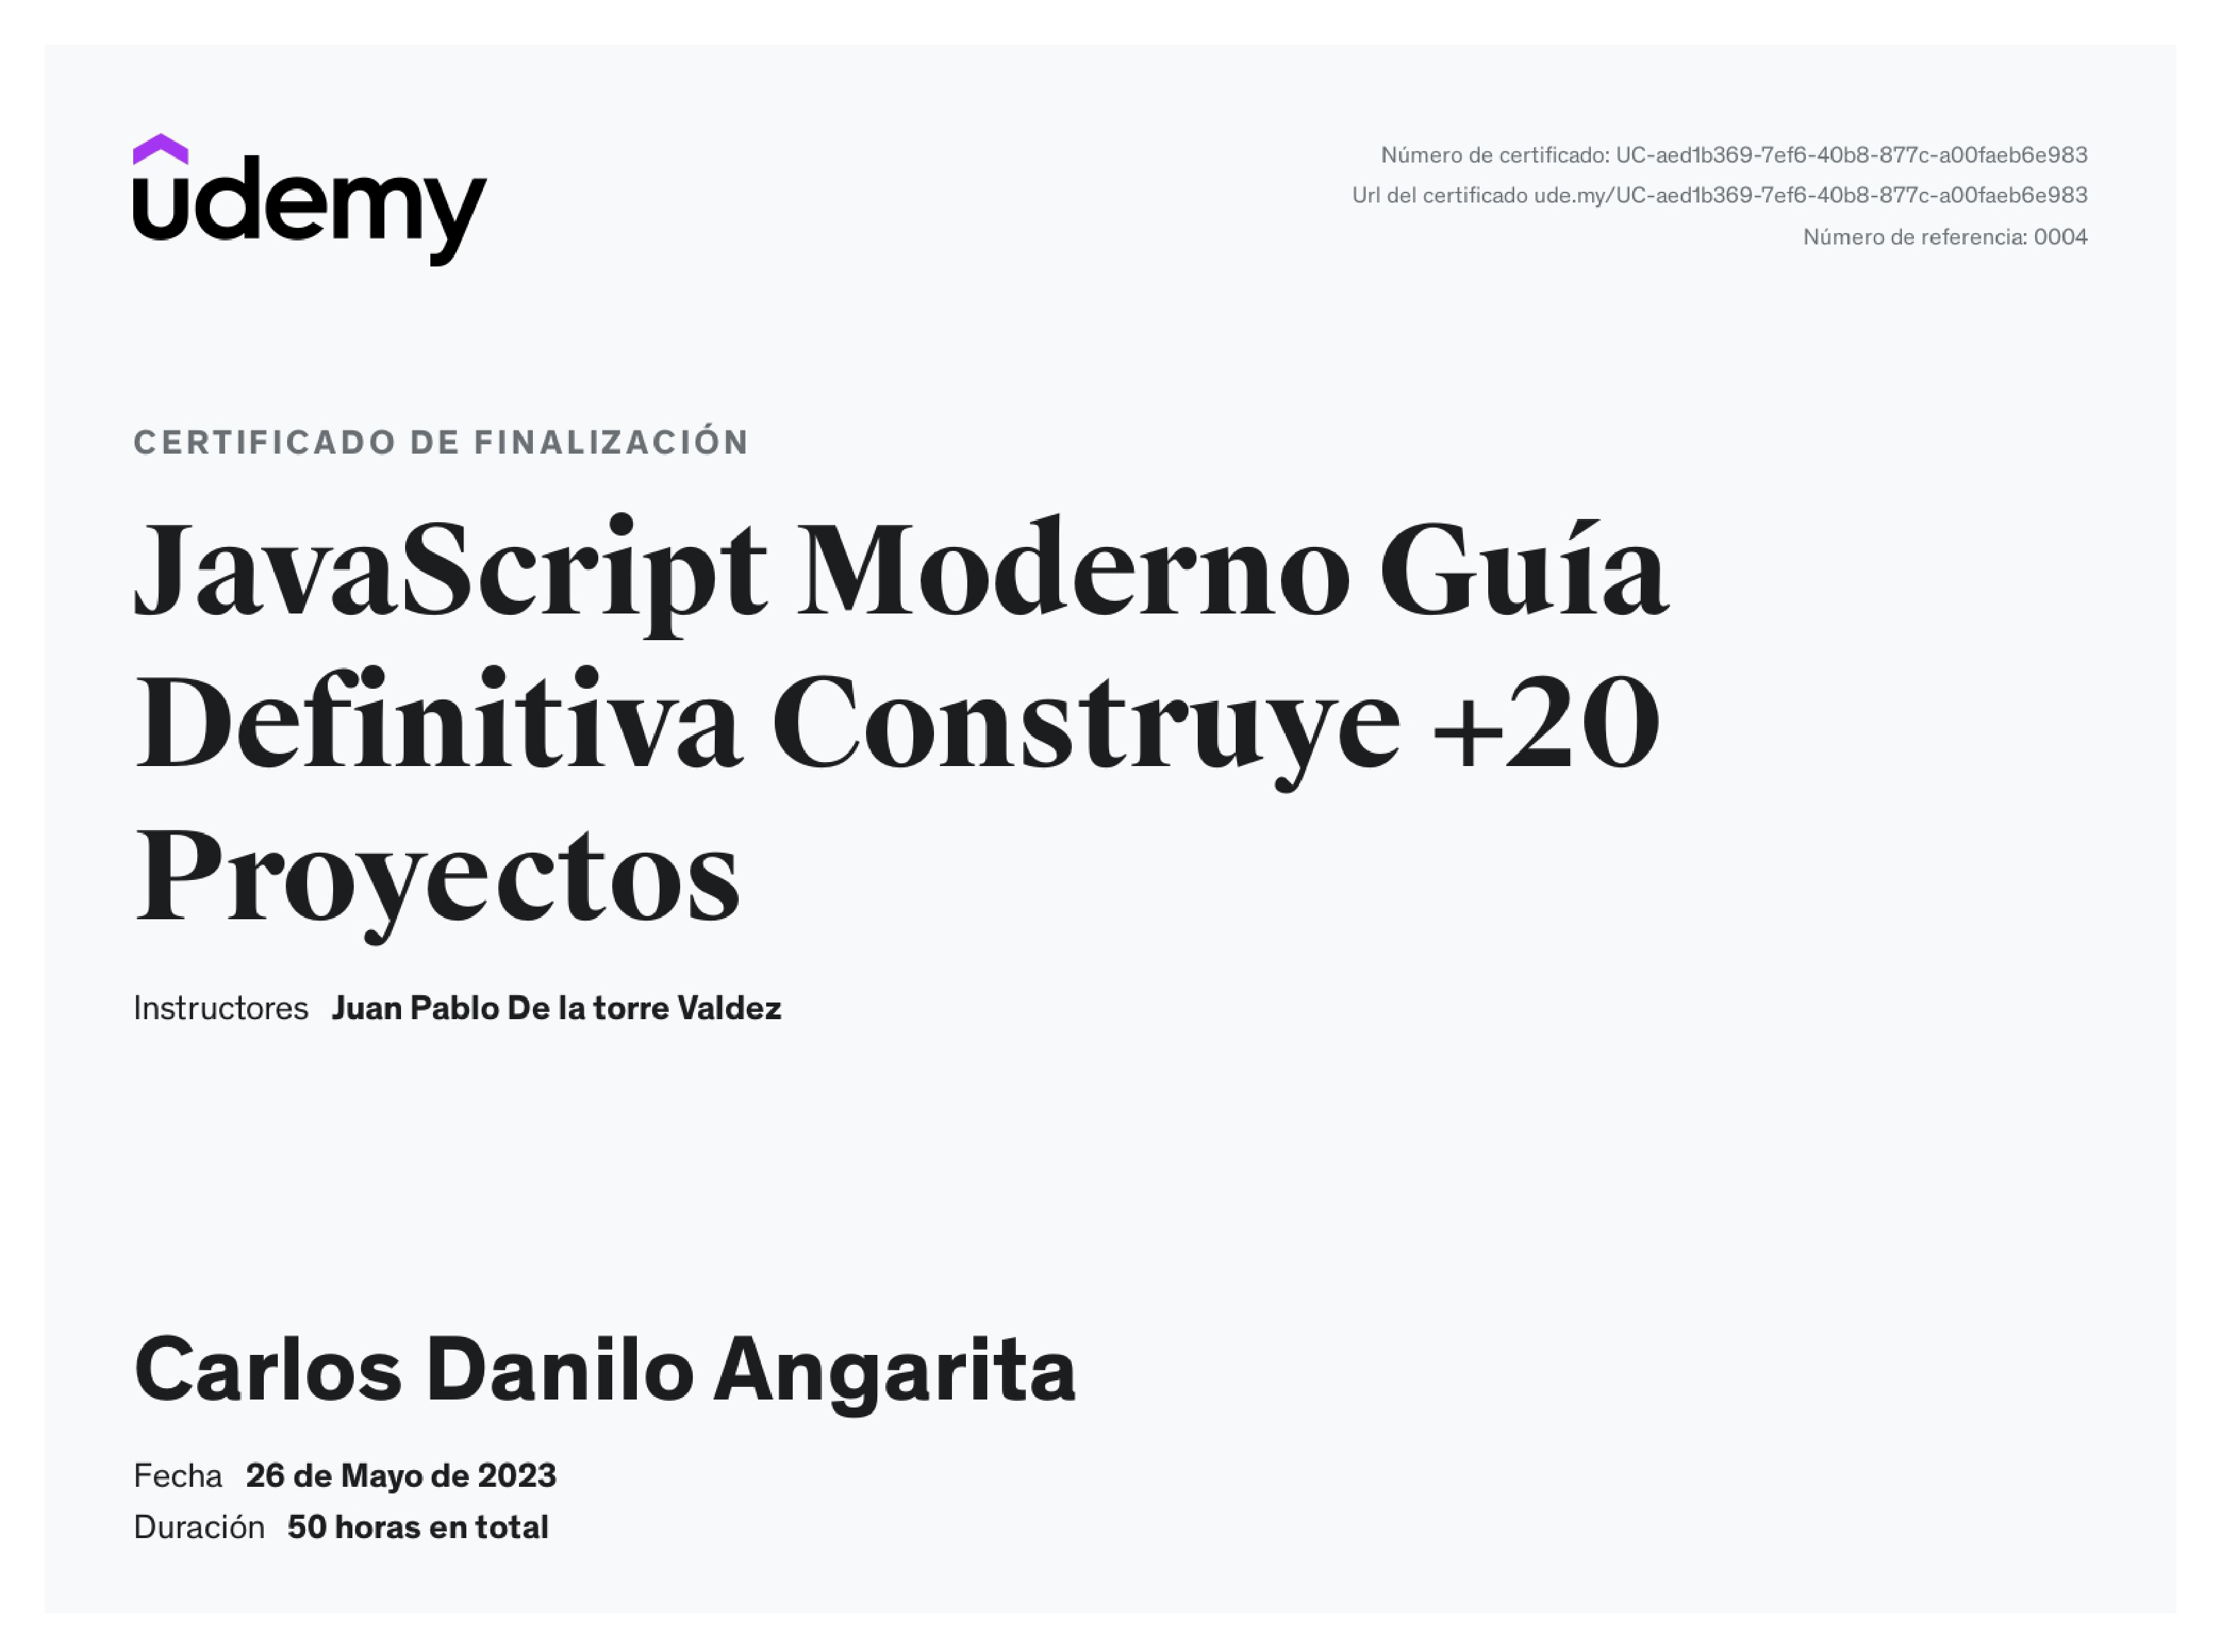 udemy
Número de certificado: UC-aed1b369-7ef6-40b8-877c-a00faeb6e983
Url del certificado ude.my/UC-aed1b369-7ef6-40b8-877c-a00faeb6e983
Número de referencia: 0004
CERTIFICADO DE FINALIZACIÓN
JavaScript Moderno Guía
Definitiva Construye +20
Proyectos
Instructores Juan Pablo De la torre Valdez
Carlos Danilo Angarita
Fecha 26 de Mayo de 2023
Duración 50 horas en total